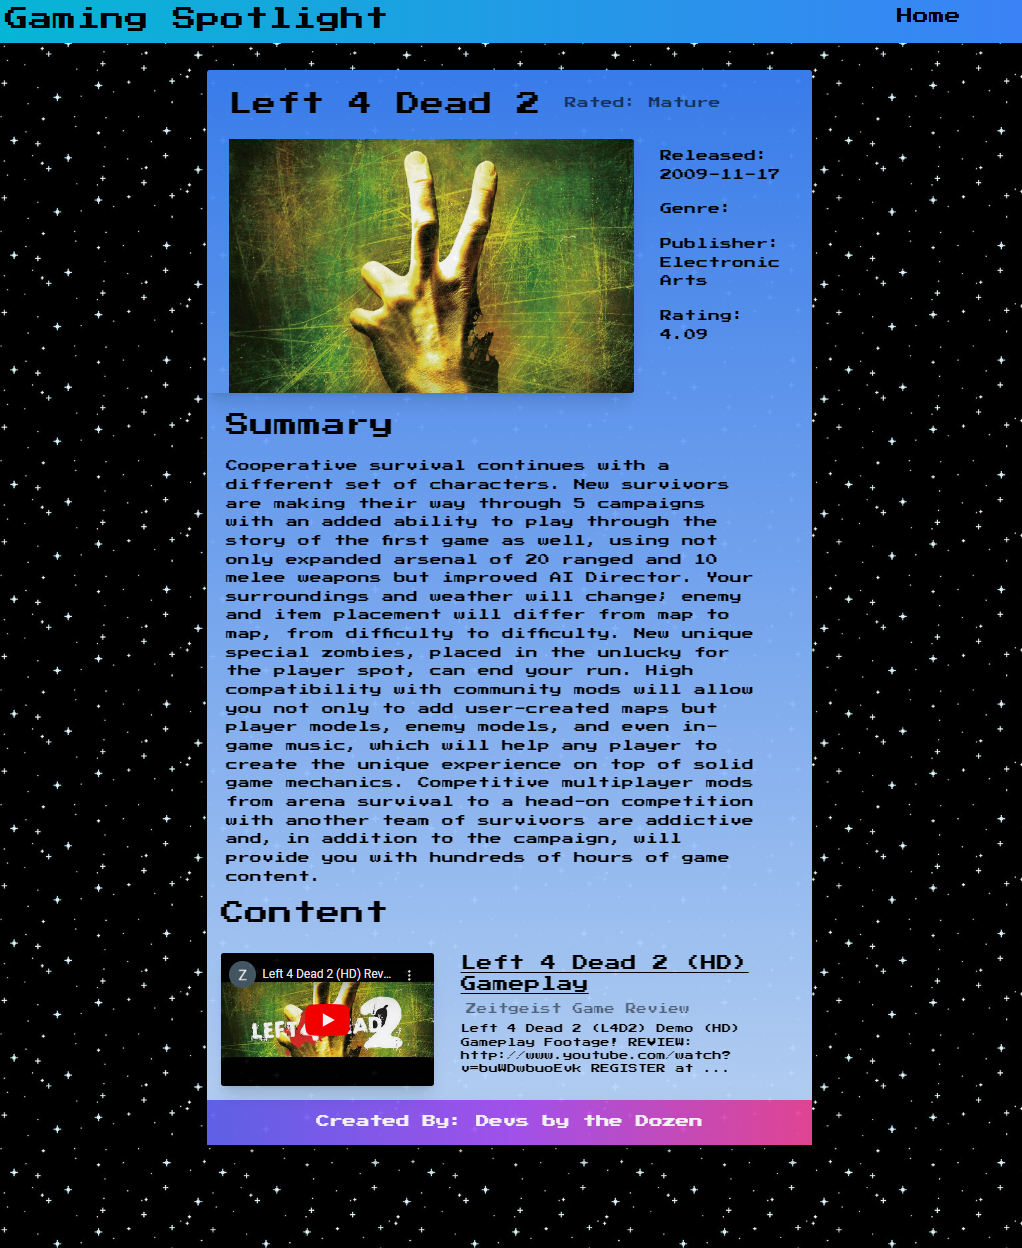 Gaming Spotlight
Home
Left 4 Dead 2
Rated: Mature
Released:
2009-11-17
Genre:
Publisher:
Electronic
Arts
Rating:
4.09
Summary
Cooperative survival continues with a
different set of characters. New survivors
are making their way through 5 campaigns
with an added ability to play through the
story of the first game as well, using not
only expanded arsenal of 20 ranged and 10
melee weapons but improved AI Director. Your
surroundings and weather will change; enemy
and item placement will differ from map to
map, from difficulty to difficulty. New unique
special zombies, placed in the unlucky for
the player spot, can end your run. High
compatibility with community mods will allow
you not only to add user-created maps but
player models, enemy models, and even in-
game music, which will help any player to
create the unique experience on top of solid
game mechanics. Competitive multiplayer mods
from arena survival to a head-on competition
with another team of survivors are addictive
and, in addition to the campaign, will
provide you with hundreds of hours of game
content.
Content
Z
Left 4 Dead 2 (HD) Rev...
LEFT 4 DEAD 2
Left 4 Dead 2 (HD)
Gameplay
Zeitgeist Game Review
Left 4 Dead 2 (L4D2) Demo (HD)
Gameplay Footage! REVIEW:
http://www.youtube.com/watch?
v=buWDwbuoEvk REGISTER at ...
Created By: Devs by the Dozen